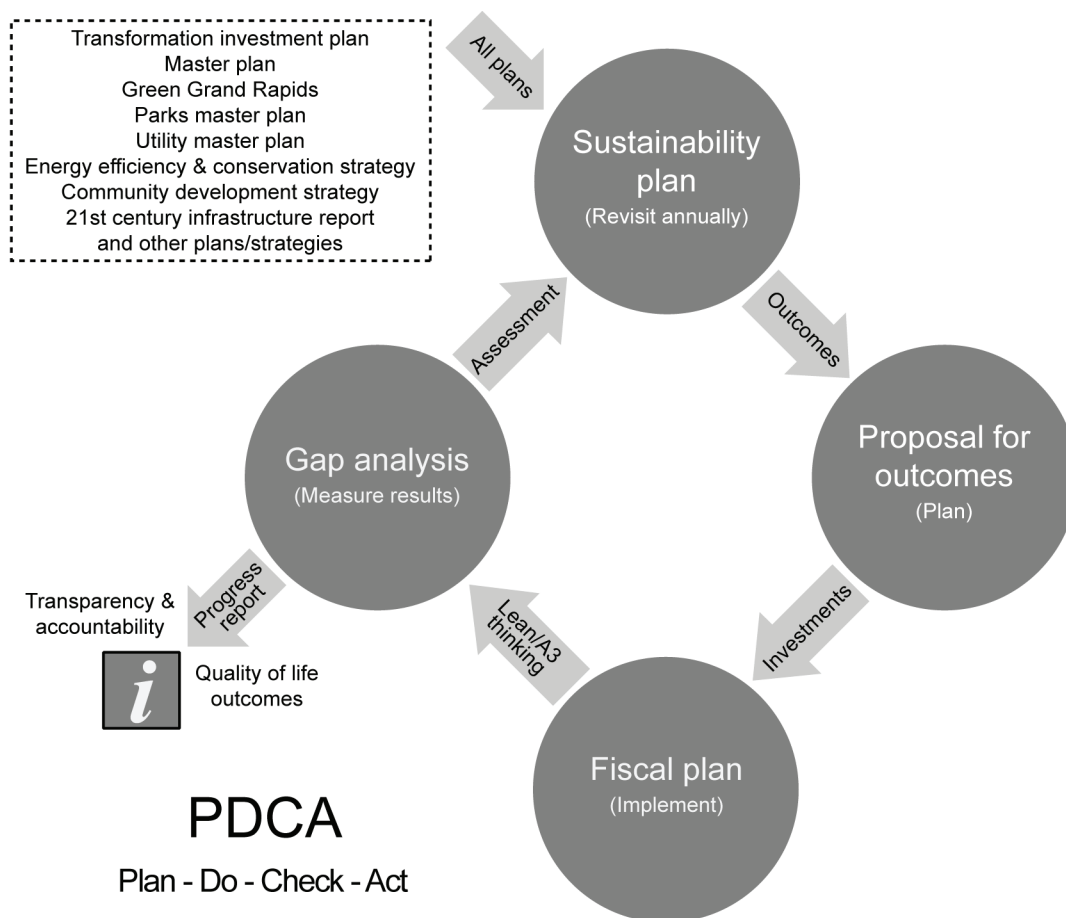 Transformation investment plan
Master plan
Green Grand Rapids
Parks master plan
Utility master plan
Energy efficiency & conservation strategy
Community development strategy
21st century infrastructure report
and other plans/strategies
All plans
Sustainability
plan
(Revisit annually)
Outcomes
Proposal for
outcomes
(Plan)
Investments
Fiscal plan
(Implement)
Lean/A3
thinking
Gap analysis
(Measure results)
Assessment
Progress
report
Transparency &
accountability
i
Quality of life
outcomes
PDCA
Plan - Do - Check - Act